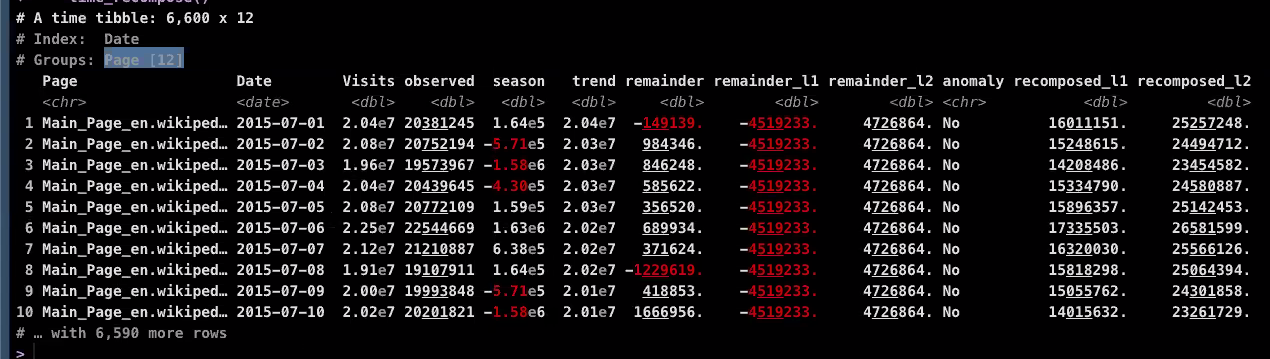 time_recompose()
# A time tibble: 6,600 x 12
# Index:  Date
# Groups: Page [12]
   Page                Date         Visits observed  season   trend remainder remainder_l1 remainder_l2 anomaly recomposed_l1 recomposed_l2
   <chr>               <date>        <dbl>    <dbl>   <dbl>   <dbl>     <dbl>        <dbl>        <dbl> <chr>           <dbl>         <dbl>
 1 Main_Page_en.wikiped… 2015-07-01 2.04e7 20381245  1.64e5 2.04e7  -149139.    -4519233.     4726864. No         16011151.     25257248.
 2 Main_Page_en.wikiped… 2015-07-02 2.08e7 20752194 -5.71e5 2.03e7   984346.    -4519233.     4726864. No         15248615.     24494712.
 3 Main_Page_en.wikiped… 2015-07-03 1.96e7 19573967 -1.58e6 2.03e7   846248.    -4519233.     4726864. No         14208486.     23454582.
 4 Main_Page_en.wikiped… 2015-07-04 2.04e7 20439645 -4.30e5 2.03e7   585622.    -4519233.     4726864. No         15334790.     24580887.
 5 Main_Page_en.wikiped… 2015-07-05 2.08e7 20772109  1.59e5 2.03e7   356520.    -4519233.     4726864. No         15896357.     25142453.
 6 Main_Page_en.wikiped… 2015-07-06 2.25e7 22544669  1.63e6 2.02e7   689934.    -4519233.     4726864. No         17335503.     26581599.
 7 Main_Page_en.wikiped… 2015-07-07 2.12e7 21210887  6.38e5 2.02e7   371624.    -4519233.     4726864. No         16320030.     25566126.
 8 Main_Page_en.wikiped… 2015-07-08 1.91e7 19107911  1.64e5 2.02e7 -1229619.    -4519233.     4726864. No         15818298.     25064394.
 9 Main_Page_en.wikiped… 2015-07-09 2.00e7 19993848 -5.71e5 2.01e7   418853.    -4519233.     4726864. No         15055762.     24301858.
10 Main_Page_en.wikiped… 2015-07-10 2.02e7 20201821 -1.58e6 2.01e7  1666956.    -4519233.     4726864. No         14015632.     23261729.
# … with 6,590 more rows
>